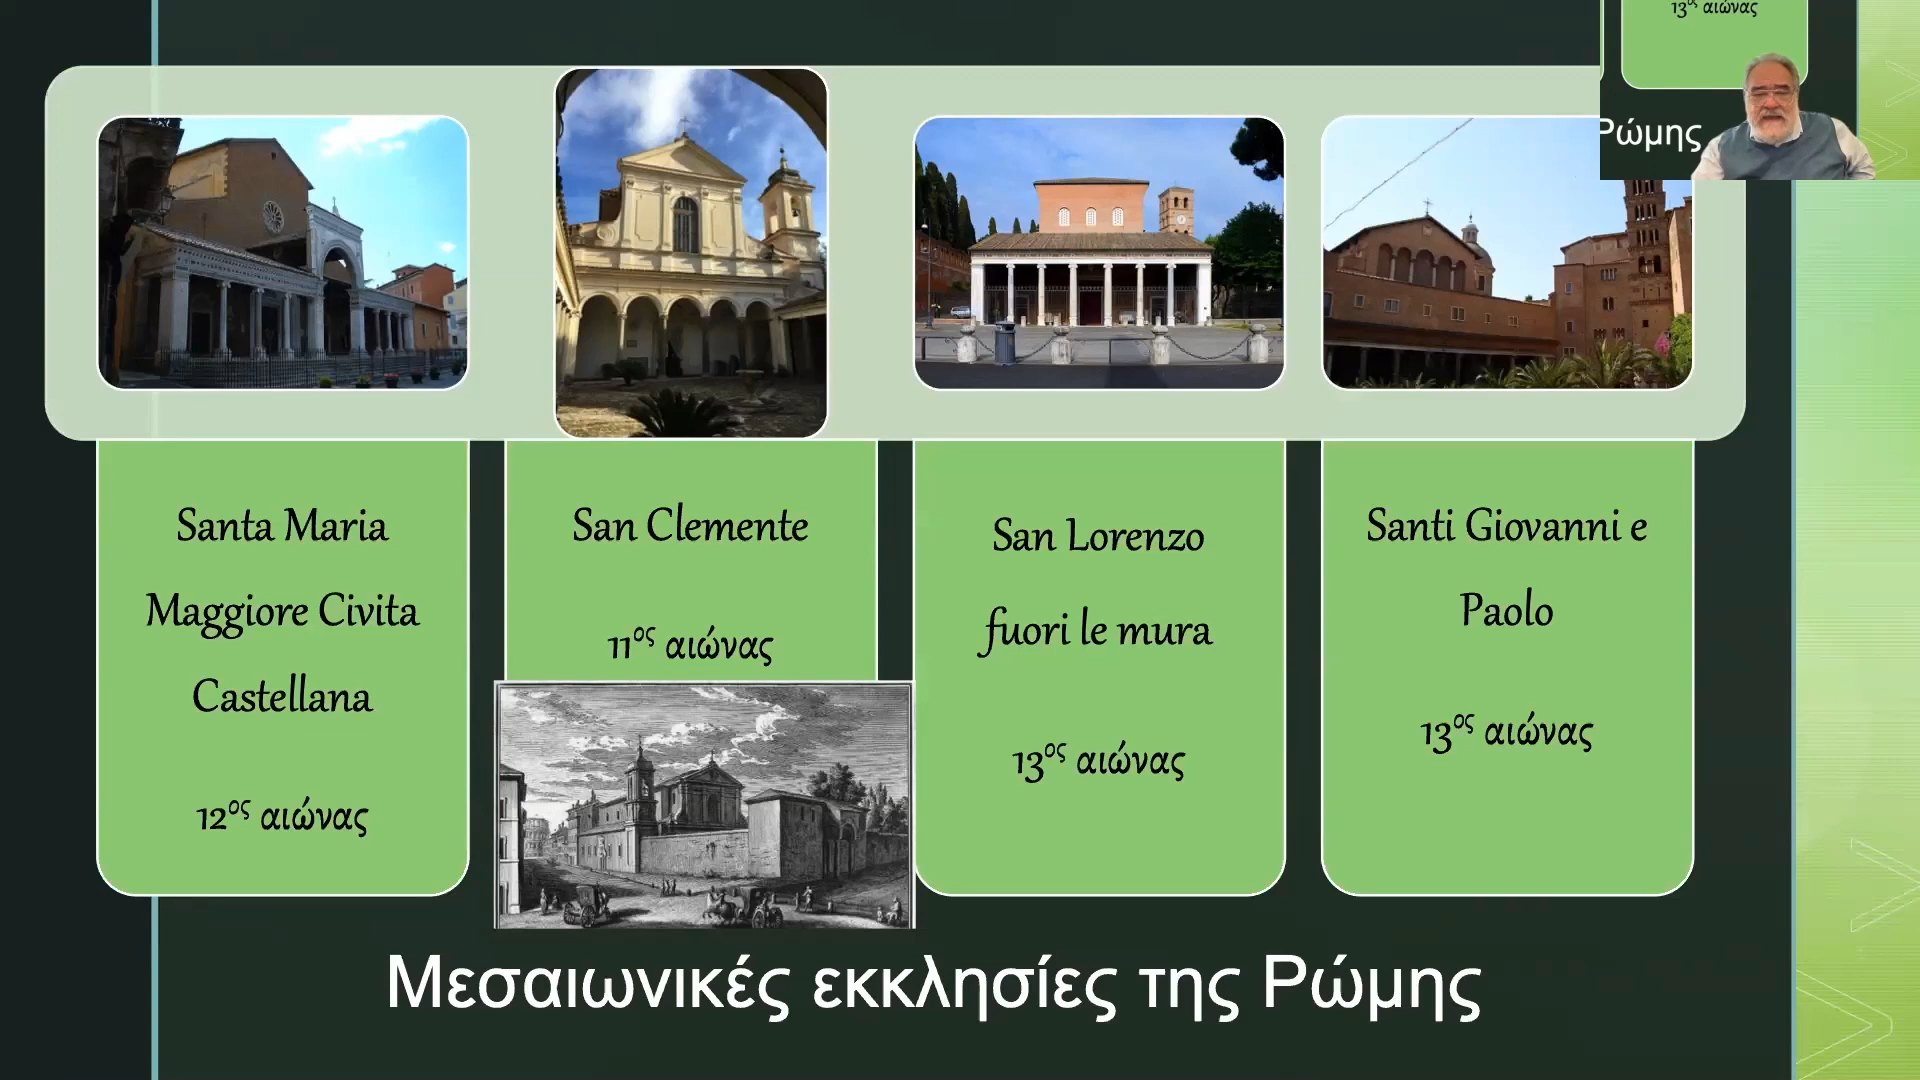 13ος αιώνας
Ρώμης
Santa Maria
Maggiore Civita
Castellana
12ος αιώνας
San Clemente
11ος αιώνας
San Lorenzo
fuori le mura
13ος αιώνας
Santi Giovanni e
Paolo
13ος αιώνας
Μεσαιωνικές εκκλησίες της Ρώμης